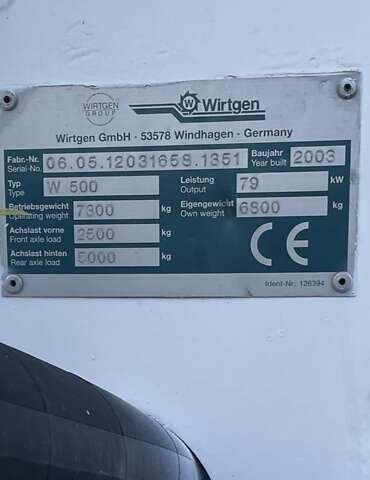 WIRTGEN
GROUP
W Wirtgen
Wirtgen GmbH · 53578 Windhagen · Germany
Fabr.-Nr. 06.05.12031658.1351 Baujahr 2003
Serial-No. Year built
Typ W 500 Leistung 79 kW
Type Output
Betriebsgewicht 7300 kg Eigengewicht 6800 kg
Operating weight Own weight
Achslast vorne 2500 kg
Front axle load
Achslast hinten 5000 kg
Rear axle load
CE
Ident-Nr.: 126394